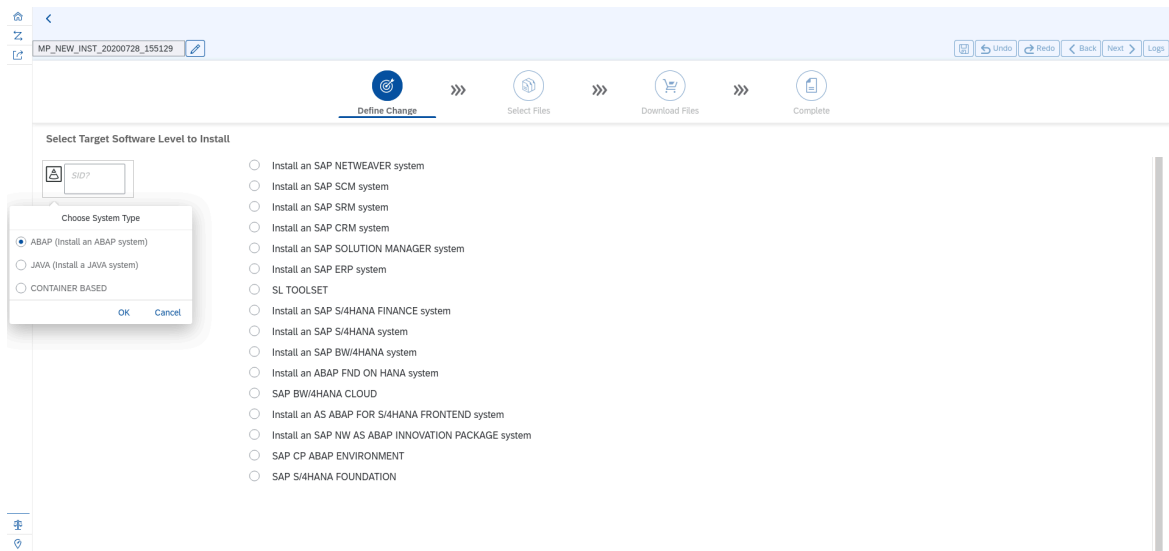 MP_NEW_INST_20200728_155129
Undo Redo Back Next Logs
Define Change Select Files Download Files Complete
Select Target Software Level to Install
SID?
Choose System Type
ABAP (Install an ABAP system)
JAVA (Install a JAVA system)
CONTAINER BASED
OK Cancel
Install an SAP NETWEAVER system
Install an SAP SCM system
Install an SAP SRM system
Install an SAP CRM system
Install an SAP SOLUTION MANAGER system
Install an SAP ERP system
SL TOOLSET
Install an SAP S/4HANA FINANCE system
Install an SAP S/4HANA system
Install an SAP BW/4HANA system
Install an ABAP FND ON HANA system
SAP BW/4HANA CLOUD
Install an AS ABAP FOR S/4HANA FRONTEND system
Install an SAP NW AS ABAP INNOVATION PACKAGE system
SAP CP ABAP ENVIRONMENT
SAP S/4HANA FOUNDATION